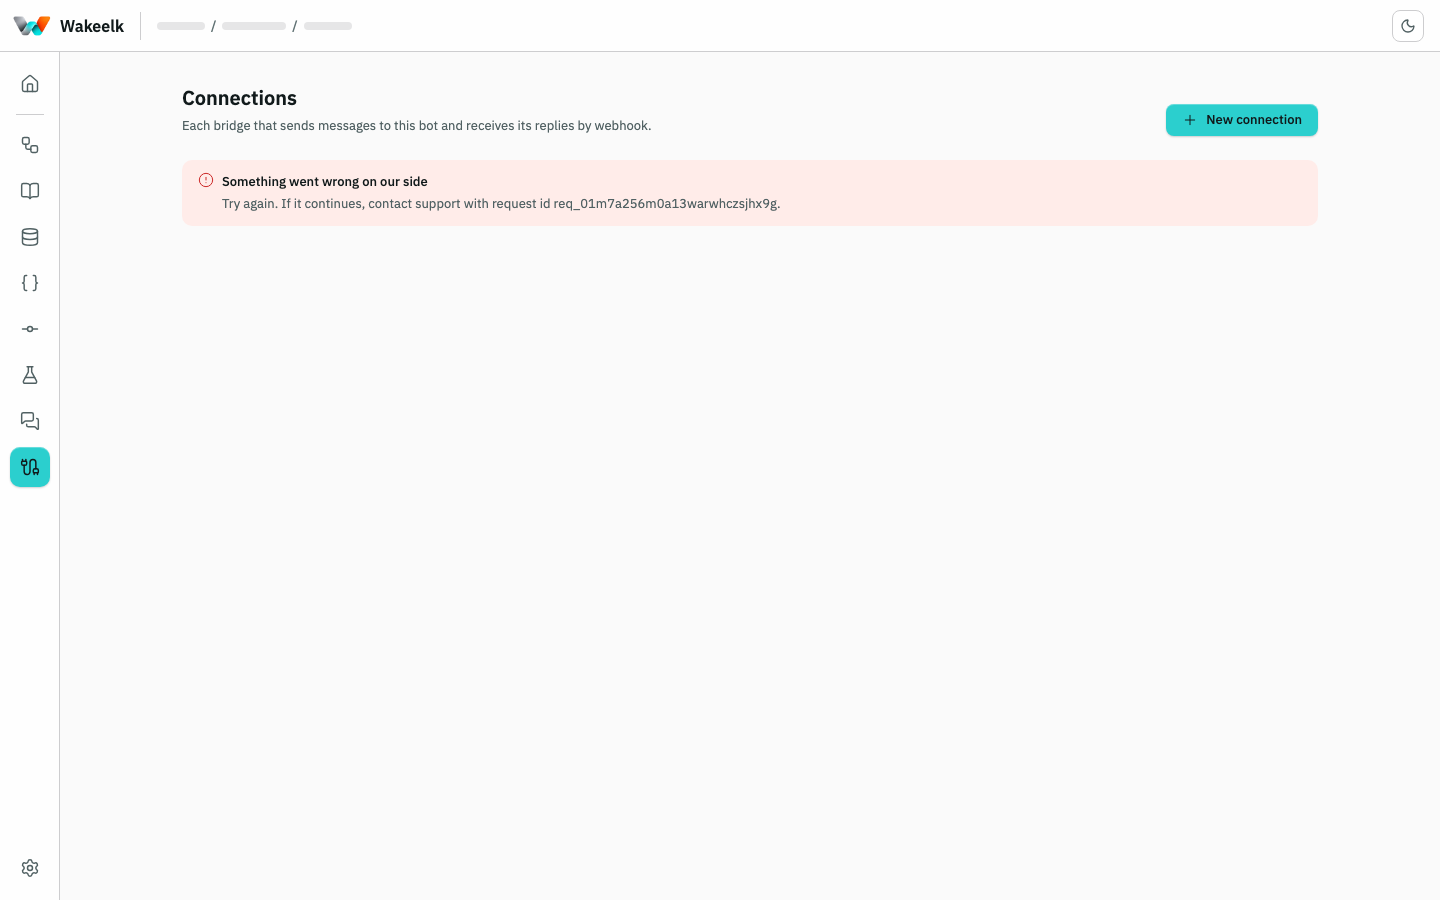 Wakeelk
/ /
Connections
Each bridge that sends messages to this bot and receives its replies by webhook.
New connection
Something went wrong on our side
Try again. If it continues, contact support with request id req_01m7a256m0a13warwhczsjhx9g.